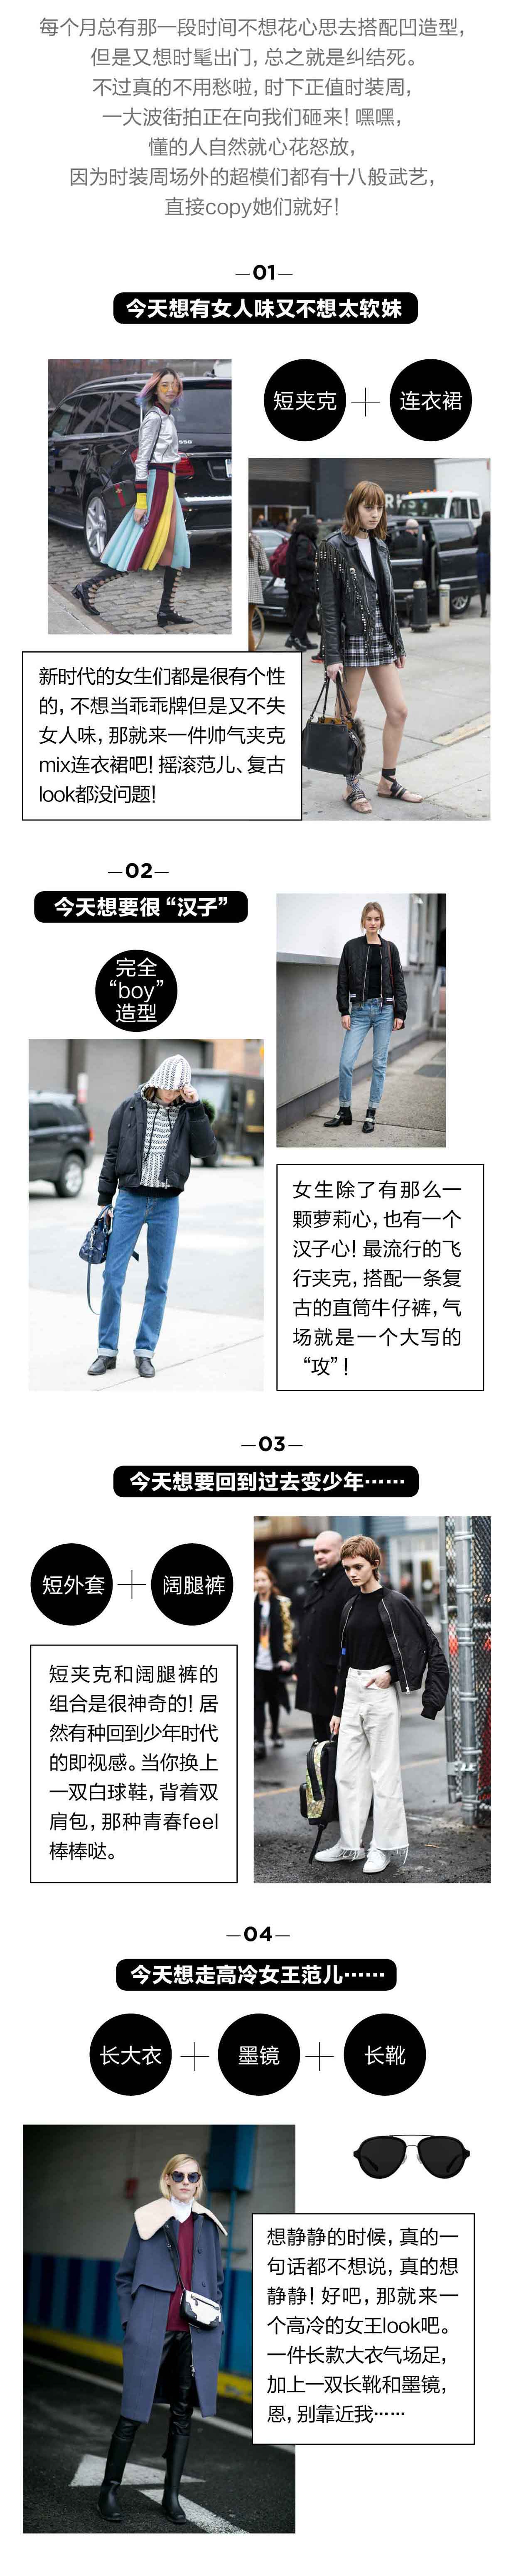 每个月总有那一段时间不想花心思去搭配凹造型，
但是又想时髦出门，总之就是纠结死。
不过真的不用愁啦，时下正值时装周，
一大波街拍正在向我们砸来！嘿嘿，
懂的人自然就心花怒放，
因为时装周场外的超模们都有十八般武艺，
直接copy她们就好！
—01—
今天想有女人味又不想太软妹
短夹克
连衣裙
新时代的女生们都是很有个性
的，不想当乖乖牌但是又不失
女人味，那就来一件帅气夹克
mix连衣裙吧！摇滚范儿、复古
look都没问题！
—02—
今天想要很“汉子”
完全
“boy”
造型
女生除了有那么一
颗萝莉心，也有一个
汉子心！最流行的飞
行夹克，搭配一条复
古的直筒牛仔裤，气
场就是一个大写的
“攻”！
—03—
今天想要回到过去变少年……
短外套
阔腿裤
短夹克和阔腿裤的
组合是很神奇的！居
然有种回到少年时代
的即视感。当你换上
一双白球鞋，背着双
肩包，那种青春feel
棒棒哒。
—04—
今天想走高冷女王范儿……
长大衣
墨镜
长靴
想静静的时候，真的一
句话都不想说，真的想
静静！好吧，那就来一
个高冷的女王look吧。
一件长款大衣气场足，
加上一双长靴和墨镜，
恩，别靠近我……